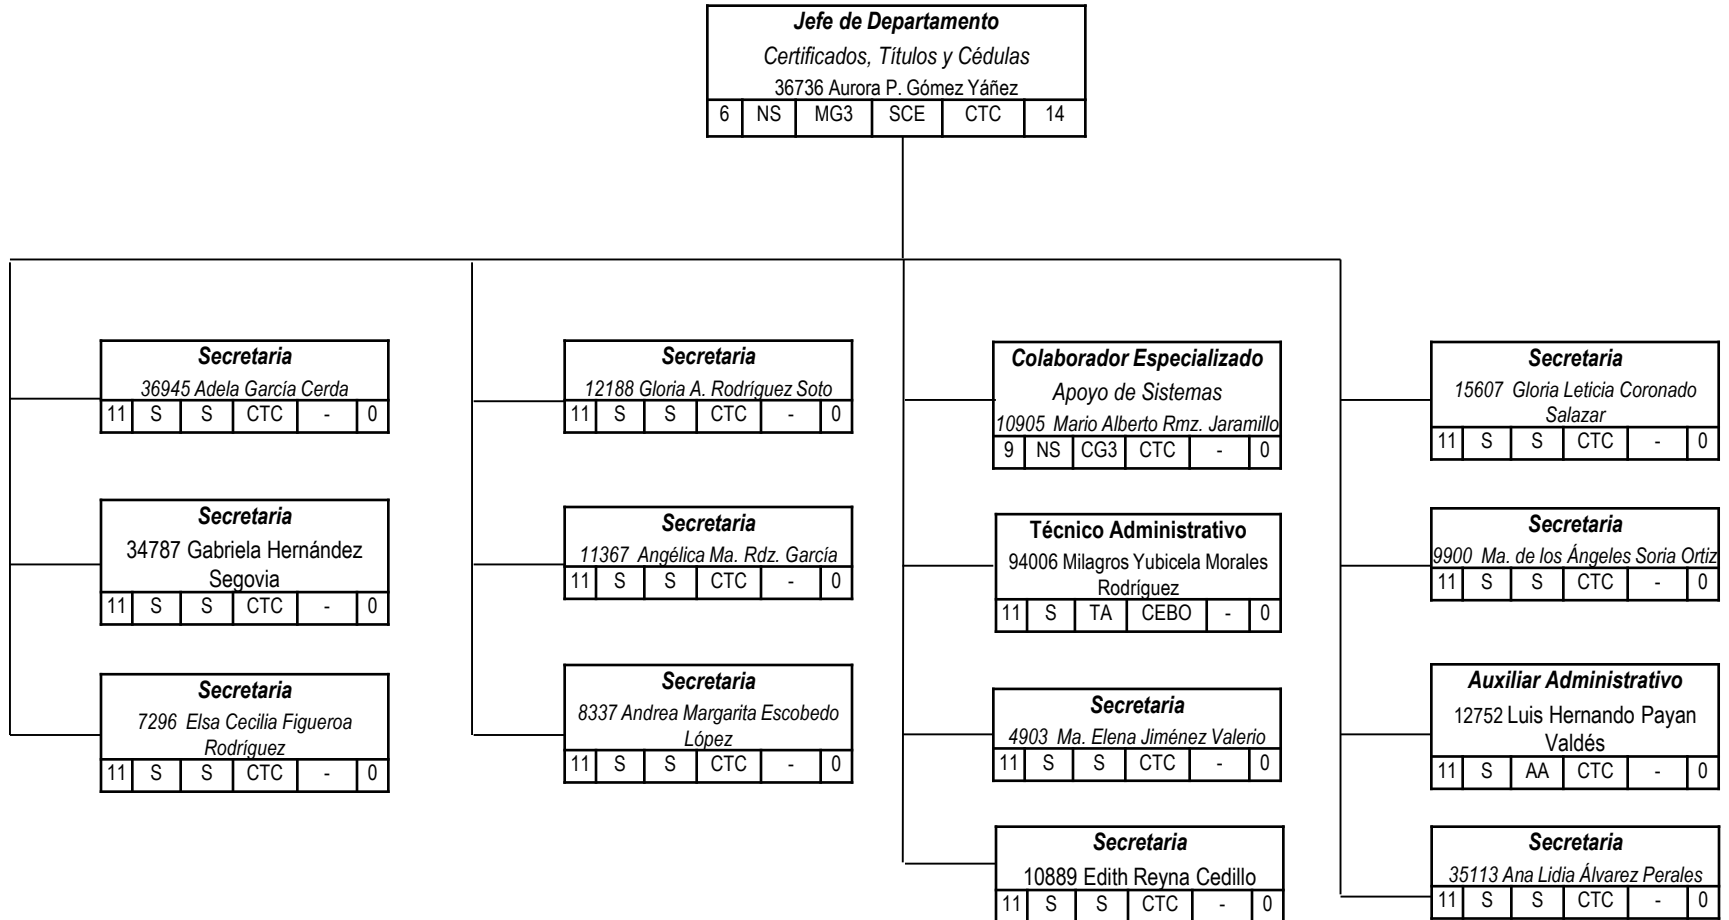 Jefe de Departamento
Certificados, Títulos y Cédulas
36736 Aurora P. Gómez Yáñez
6 NS MG3 SCE CTC 14
Secretaria
36945 Adela García Cerda
11 S S CTC - 0
Secretaria
34787 Gabriela Hernández
Segovia
11 S S CTC - 0
Secretaria
7296 Elsa Cecilia Figueroa
Rodríguez
11 S S CTC - 0
Secretaria
12188 Gloria A. Rodríguez Soto
11 S S CTC - 0
Secretaria
11367 Angélica Ma. Rdz. García
11 S S CTC - 0
Secretaria
8337 Andrea Margarita Escobedo
López
11 S S CTC - 0
Colaborador Especializado
Apoyo de Sistemas
10905 Mario Alberto Rmz. Jaramillo
9 NS CG3 CTC - 0
Técnico Administrativo
94006 Milagros Yubicela Morales
Rodríguez
11 S TA CEBO - 0
Secretaria
4903 Ma. Elena Jiménez Valerio
11 S S CTC - 0
Secretaria
10889 Edith Reyna Cedillo
11 S S CTC - 0
Secretaria
15607 Gloria Leticia Coronado
Salazar
11 S S CTC - 0
Secretaria
9900 Ma. de los Ángeles Soria Ortiz
11 S S CTC - 0
Auxiliar Administrativo
12752 Luis Hernando Payan
Valdés
11 S AA CTC - 0
Secretaria
35113 Ana Lidia Álvarez Perales
11 S S CTC - 0